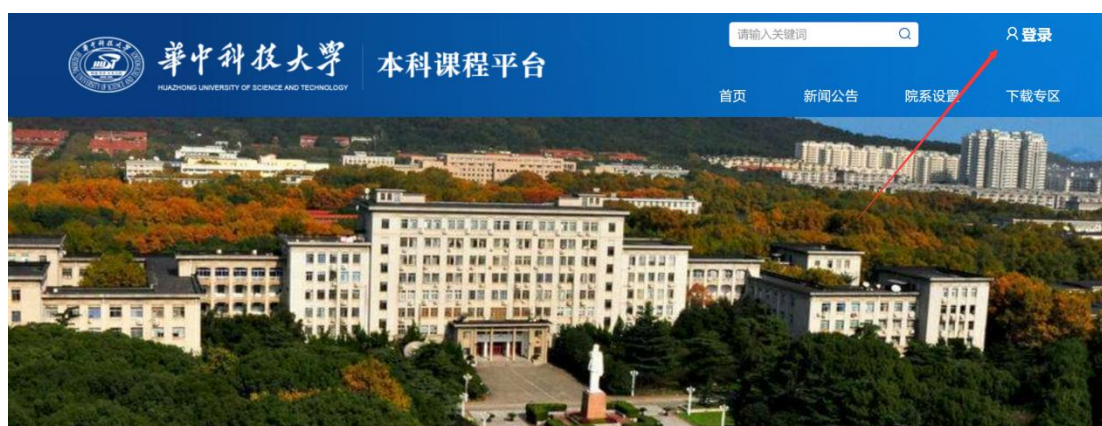 请输入关键词
登录
華中科技大学
HUAZHONG UNIVERSITY OF SCIENCE AND TECHNOLOGY
本科课程平台
首页
新闻公告
院系设置
下载专区